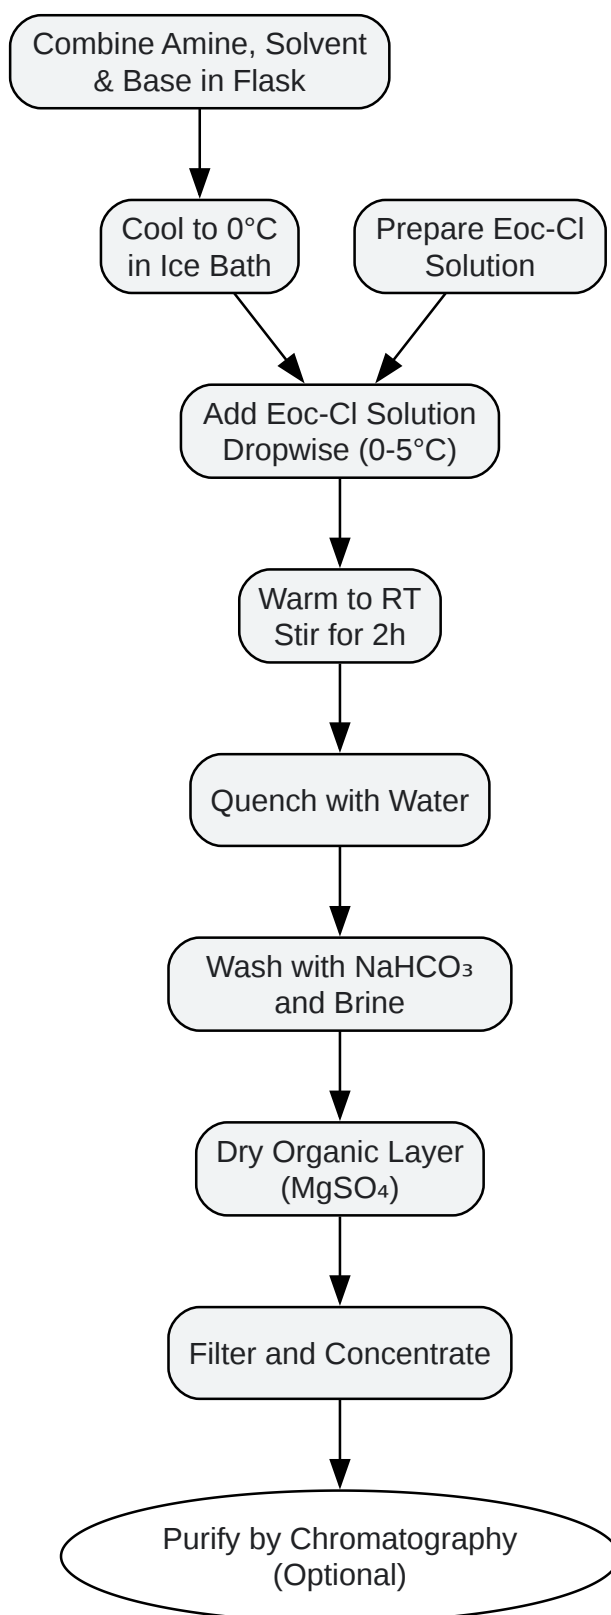 Combine Amine, Solvent
& Base in Flask
Cool to 0°C
in Ice Bath
Prepare Eoc-Cl
Solution
Add Eoc-Cl Solution
Dropwise (0-5°C)
Warm to RT
Stir for 2h
Quench with Water
Wash with NaHCO₃
and Brine
Dry Organic Layer
(MgSO₄)
Filter and Concentrate
Purify by Chromatography
(Optional)